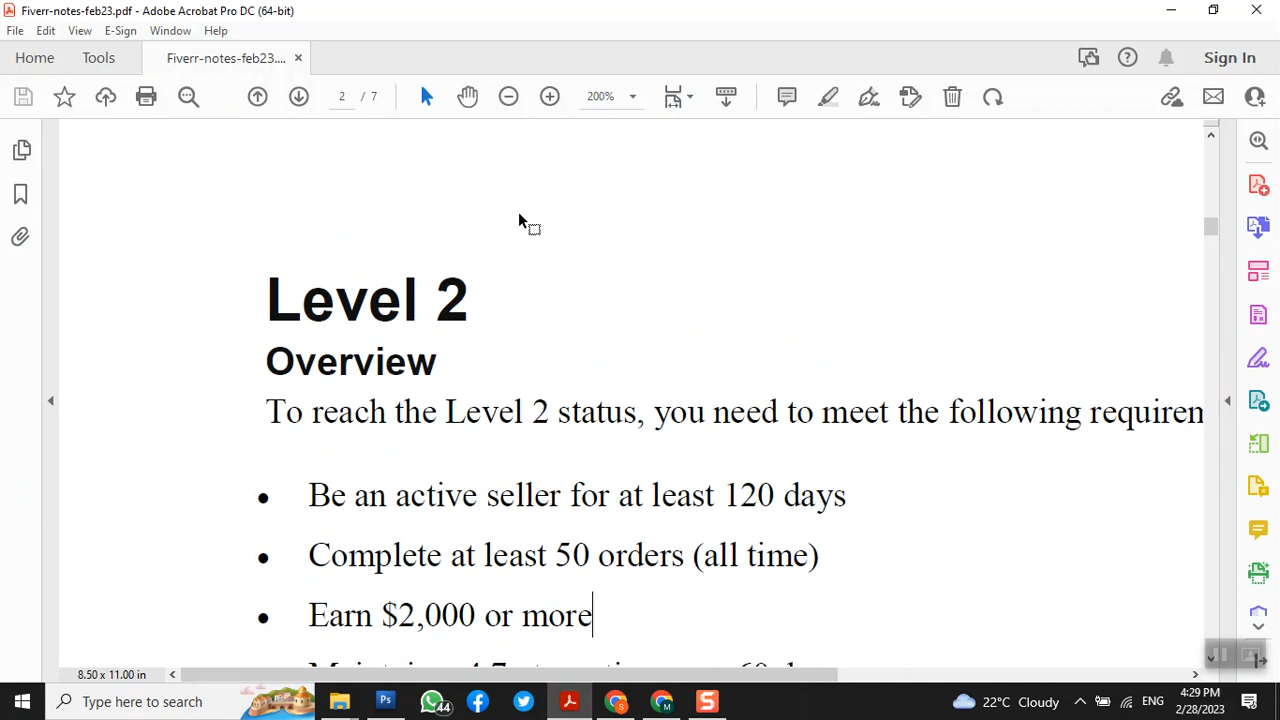 Fiverr-notes-feb23.pdf - Adobe Acrobat Pro DC (64-bit)
File Edit View E-Sign Window Help
Home Tools Fiverr-notes-feb23.... Sign In
2 / 7 200%
Level 2
Overview
To reach the Level 2 status, you need to meet the following requirem
Be an active seller for at least 120 days
Complete at least 50 orders (all time)
Earn $2,000 or more
8.50 x 11.00 in
Type here to search
44
22°C Cloudy
ENG
4:29 PM
2/28/2023